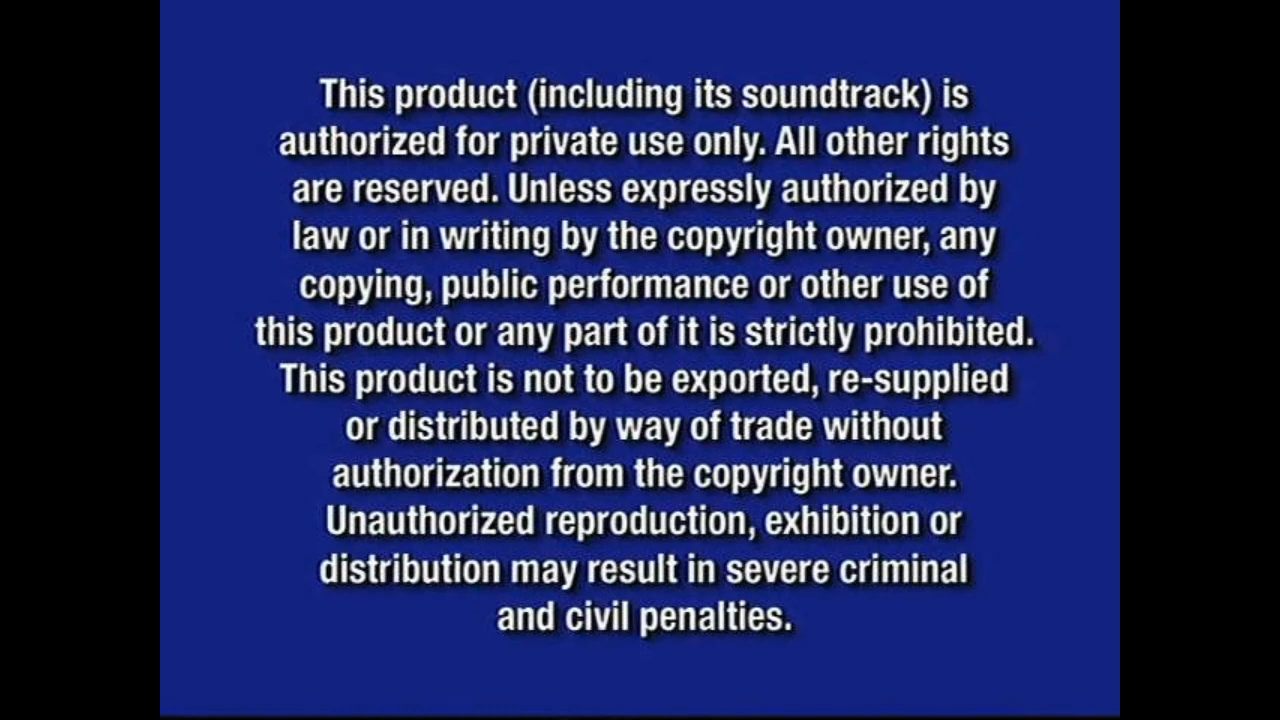 This product (including its soundtrack) is
authorized for private use only. All other rights
are reserved. Unless expressly authorized by
law or in writing by the copyright owner, any
copying, public performance or other use of
this product or any part of it is strictly prohibited.
This product is not to be exported, re-supplied
or distributed by way of trade without
authorization from the copyright owner.
Unauthorized reproduction, exhibition or
distribution may result in severe criminal
and civil penalties.